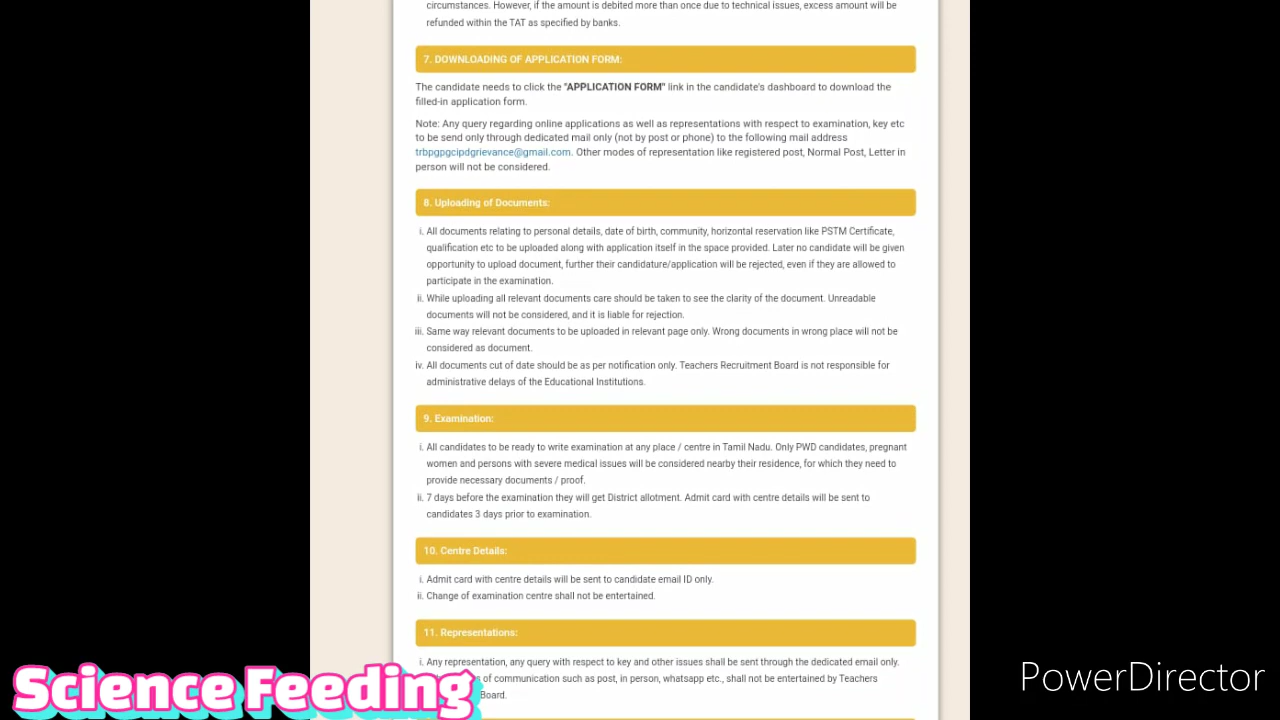 circumstances. However, if the amount is debited more than once due to technical issues, excess amount will be
refunded within the TAT as specified by banks.
7. DOWNLOADING OF APPLICATION FORM:
The candidate needs to click the "APPLICATION FORM" link in the candidate's dashboard to download the
filled-in application form.
Note: Any query regarding online applications as well as representations with respect to examination, key etc
to be send only through dedicated mail only (not by post or phone) to the following mail address
trbpgpgcipdgrievance@gmail.com. Other modes of representation like registered post, Normal Post, Letter in
person will not be considered.
8. Uploading of Documents:
i. All documents relating to personal details, date of birth, community, horizontal reservation like PSTM Certificate,
qualification etc to be uploaded along with application itself in the space provided. Later no candidate will be given
opportunity to upload document, further their candidature/application will be rejected, even if they are allowed to
participate in the examination.
ii. While uploading all relevant documents care should be taken to see the clarity of the document. Unreadable
documents will not be considered, and it is liable for rejection.
iii. Same way relevant documents to be uploaded in relevant page only. Wrong documents in wrong place will not be
considered as document.
iv. All documents cut of date should be as per notification only. Teachers Recruitment Board is not responsible for
administrative delays of the Educational Institutions.
9. Examination:
i. All candidates to be ready to write examination at any place / centre in Tamil Nadu. Only PWD candidates, pregnant
women and persons with severe medical issues will be considered nearby their residence, for which they need to
provide necessary documents / proof.
ii. 7 days before the examination they will get District allotment. Admit card with centre details will be sent to
candidates 3 days prior to examination.
10. Centre Details:
i. Admit card with centre details will be sent to candidate email ID only.
ii. Change of examination centre shall not be entertained.
11. Representations:
i. Any representation, any query with respect to key and other issues shall be sent through the dedicated email only.
of communication such as post, in person, whatsapp etc., shall not be entertained by Teachers
Board.
Science Feeding
PowerDirector